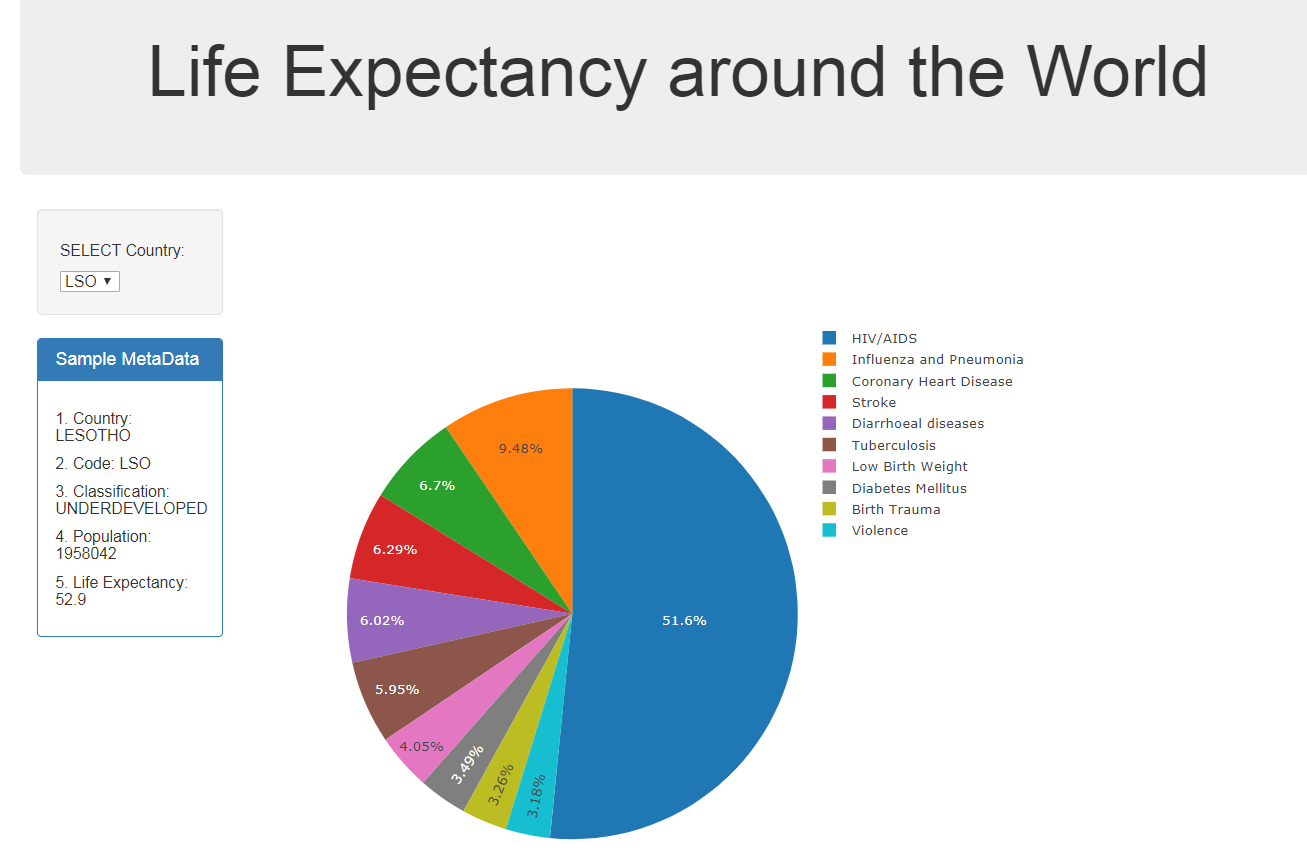 Life Expectancy around the World
SELECT Country:
LSO
Sample MetaData
1. Country:
LESOTHO
2. Code: LSO
3. Classification:
UNDERDEVELOPED
4. Population:
1958042
5. Life Expectancy:
52.9
9.48%
6.7%
6.29%
6.02%
5.95%
4.05%
3.49%
3.26%
3.18%
51.6%
HIV/AIDS
Influenza and Pneumonia
Coronary Heart Disease
Stroke
Diarrhoeal diseases
Tuberculosis
Low Birth Weight
Diabetes Mellitus
Birth Trauma
Violence